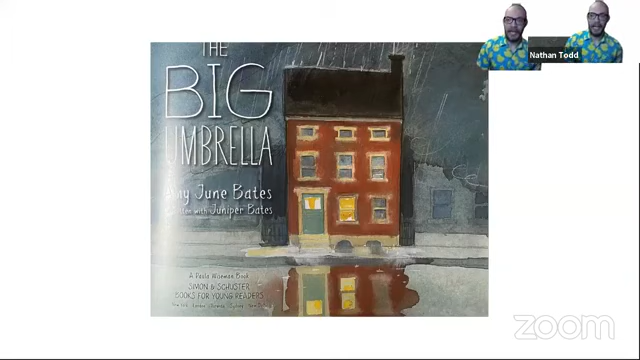 THE
BIG
UMBRELLA
June Bates
with Juniper Bates
A Paula Wiseman Book
SIMON & SCHUSTER
BOOKS FOR YOUNG READERS
Nathan Todd
zoom